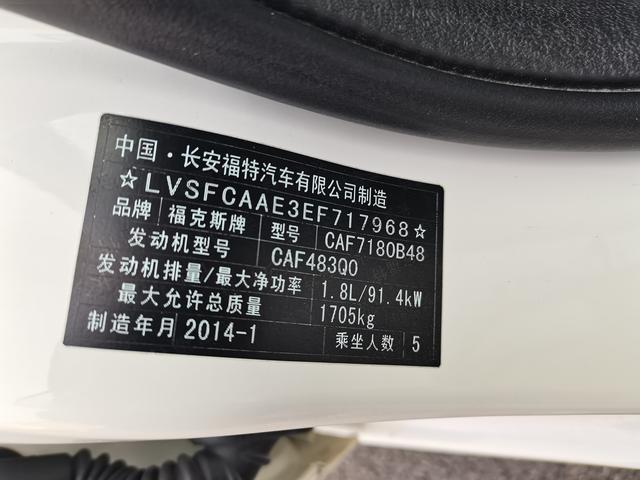 中国·长安福特汽车有限公司制造
☆LVSFCAAE3EF717968☆
品牌 福克斯牌 型号 CAF7180B48
发动机型号 CAF483Q0
发动机排量/最大净功率 1.8L/91.4kW
最大允许总质量 1705kg
制造年月 2014-1 乘坐人数 5